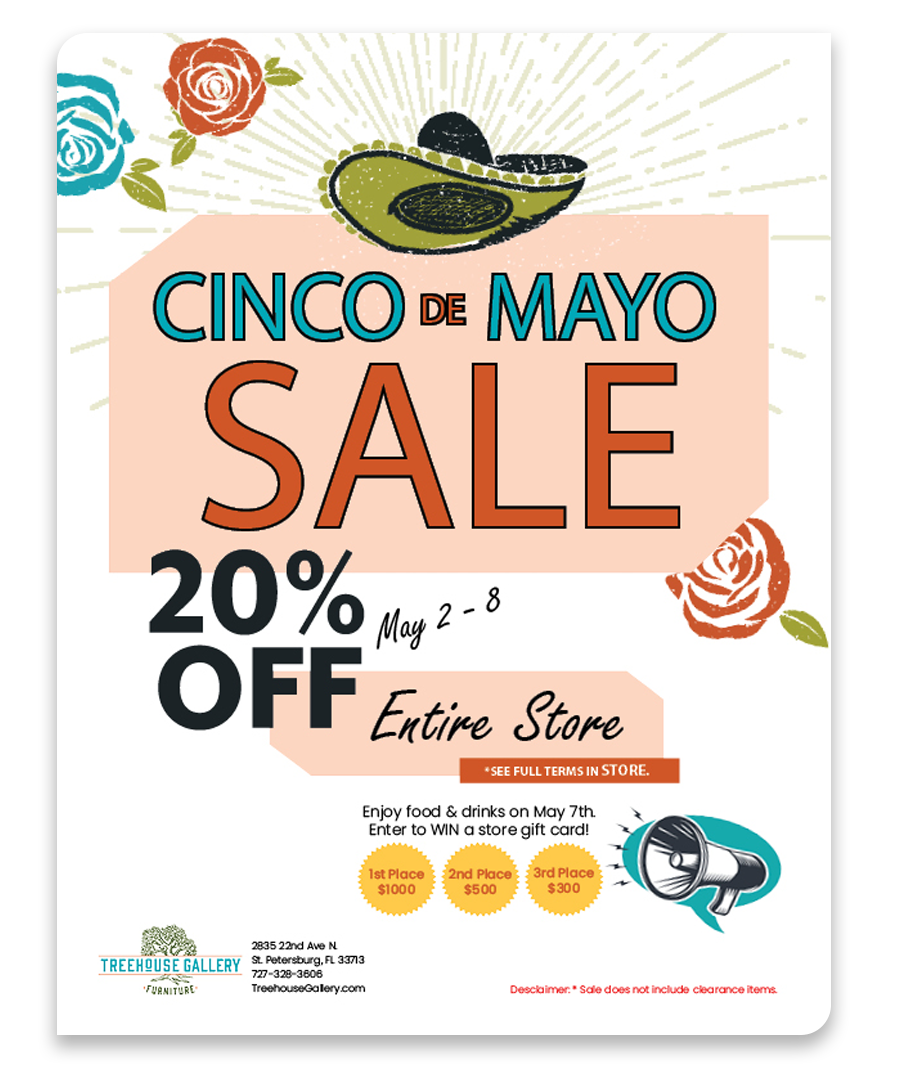 CINCO DE MAYO
SALE
20%
OFF
May 2 - 8
Entire Store
*SEE FULL TERMS IN STORE.
Enjoy food & drinks on May 7th.
Enter to WIN a store gift card!
1st Place
$1000
2nd Place
$500
3rd Place
$300
TREEHOUSE GALLERY
FURNITURE
2835 22nd Ave N.
St. Petersburg, FL 33713
727-328-3606
TreehouseGallery.com
Desclaimer: * Sale does not include clearance items.